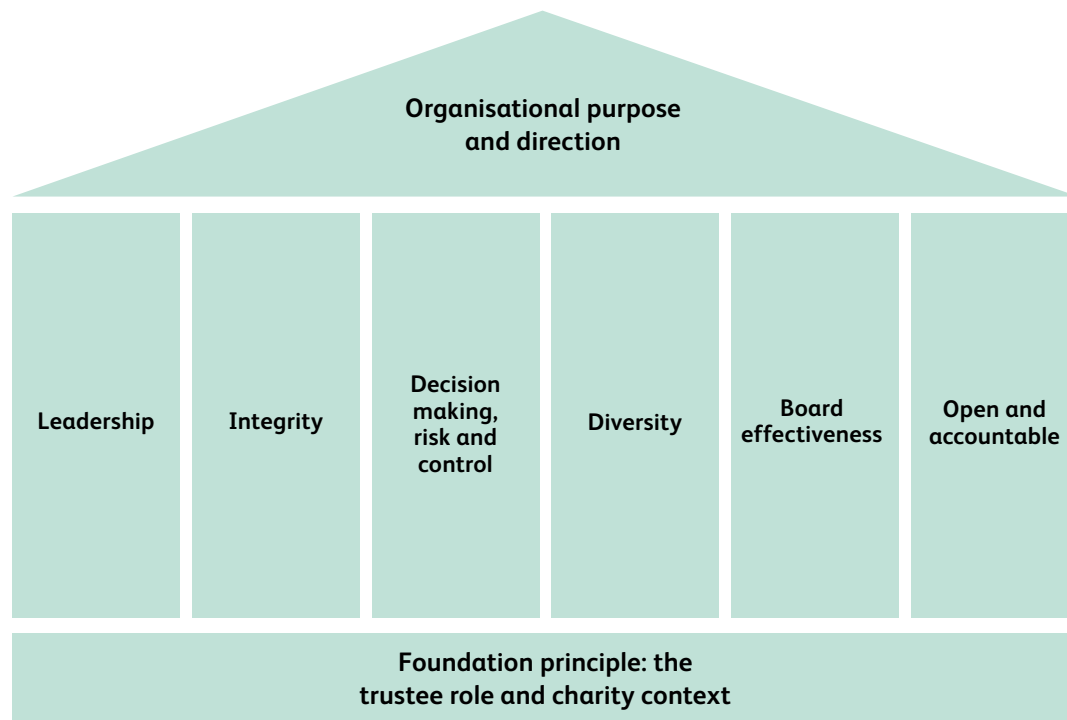 Organisational purpose
and direction
Leadership
Integrity
Decision
making,
risk and
control
Diversity
Board
effectiveness
Open and
accountable
Foundation principle: the
trustee role and charity context